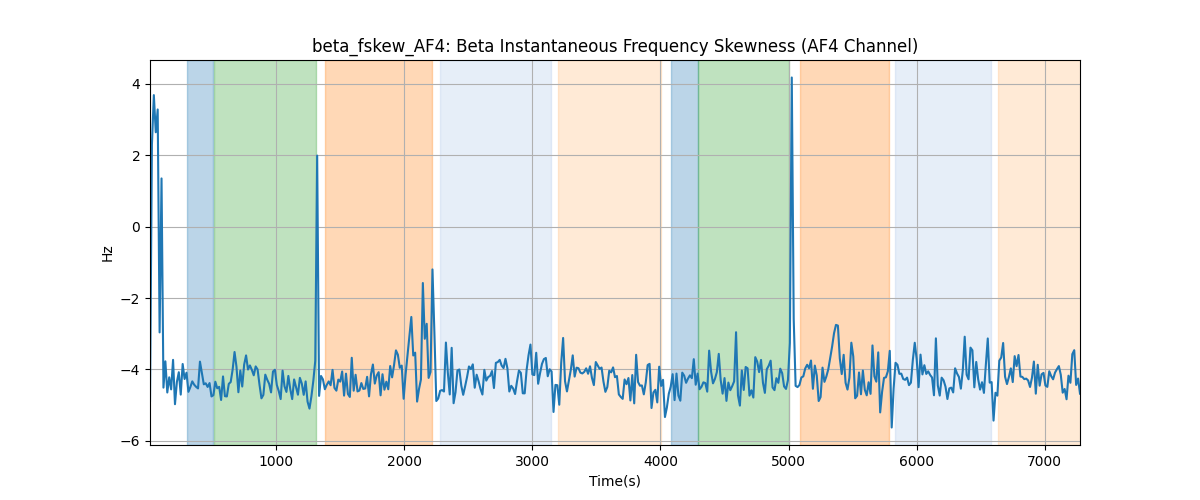 beta_fskew_AF4: Beta Instantaneous Frequency Skewness (AF4 Channel)
4
2
0
−2
−4
−6
Hz
1000 2000 3000 4000 5000 6000 7000
Time(s)